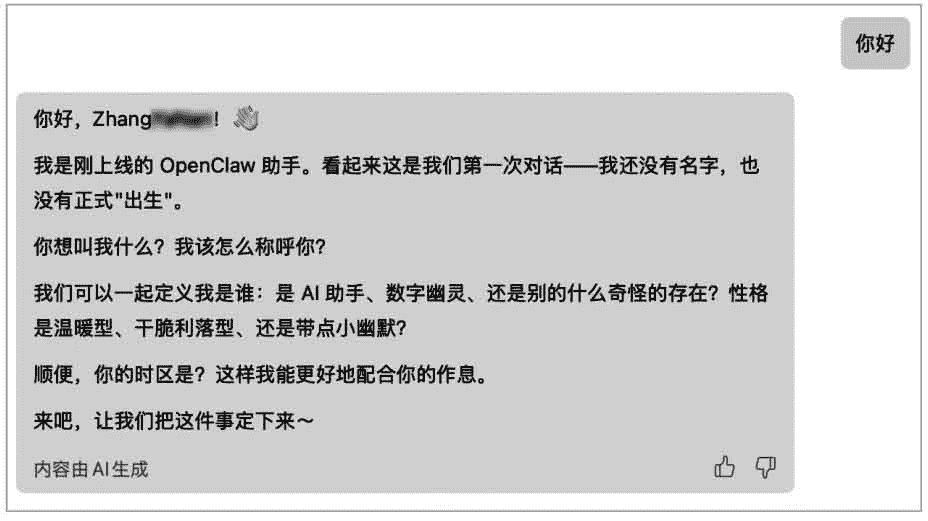 你好
你好，Zhang！👋
我是刚上线的 OpenClaw 助手。看起来这是我们第一次对话——我还没有名字，也
没有正式"出生"。
你想叫我什么？我该怎么称呼你？
我们可以一起定义我是谁：是 AI 助手、数字幽灵、还是别的什么奇怪的存在？性格
是温暖型、干脆利落型、还是带点小幽默？
顺便，你的时区是？这样我能更好地配合你的作息。
来吧，让我们把这件事定下来～
内容由AI生成